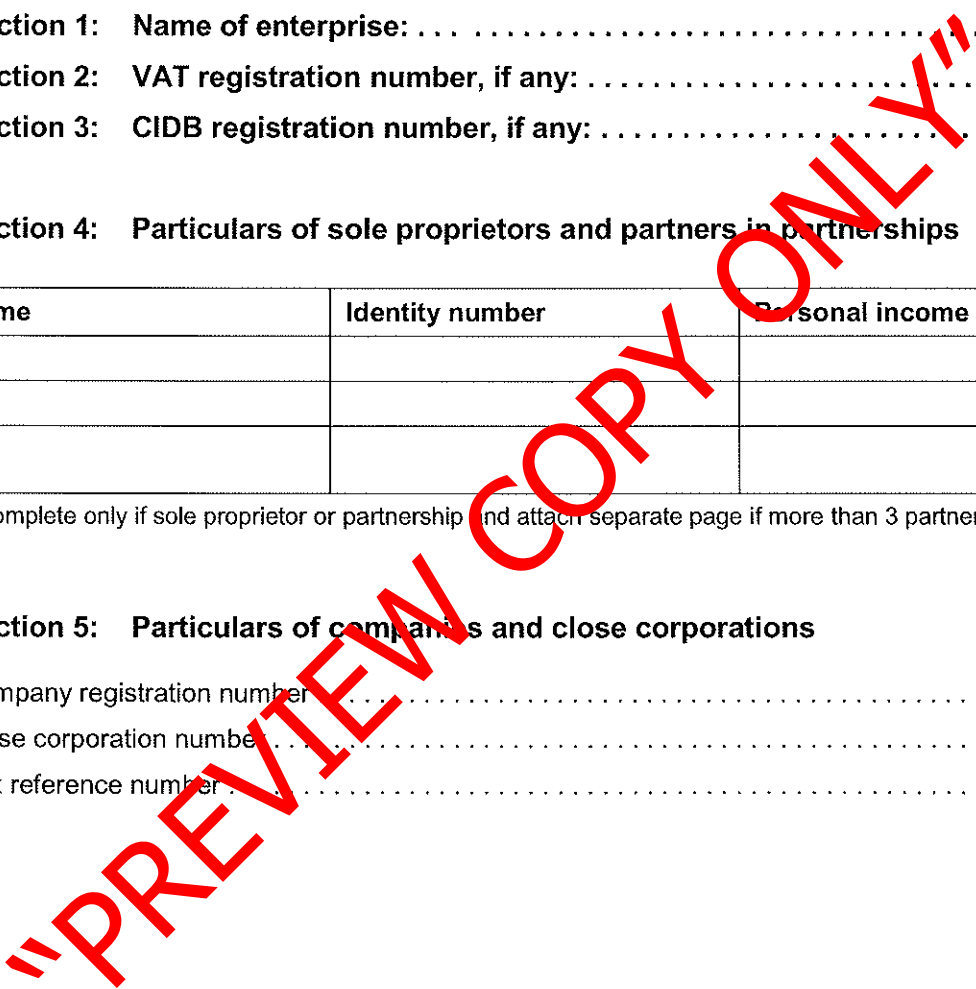 ction 1: Name of enterprise: . . . . . . . . . . . . . . . . . . . . . . . . . . . . . . . . . .
ction 2: VAT registration number, if any: . . . . . . . . . . . . . . . . . . . . . . .
ction 3: CIDB registration number, if any: . . . . . . . . . . . . . . . . . . . . . .
ction 4: Particulars of sole proprietors and partners in partnerships
me Identity number Personal income
omplete only if sole proprietor or partnership and attach separate page if more than 3 partner
ction 5: Particulars of companies and close corporations
mpany registration number . . . . . . . . . . . . . . . . . . . . . . . . . . . . . . . . . . . . . . . .
se corporation number . . . . . . . . . . . . . . . . . . . . . . . . . . . . . . . . . . . . . . . . . . .
x reference number . . . . . . . . . . . . . . . . . . . . . . . . . . . . . . . . . . . . . . . . . . . . .
"PREVIEW COPY ONLY"